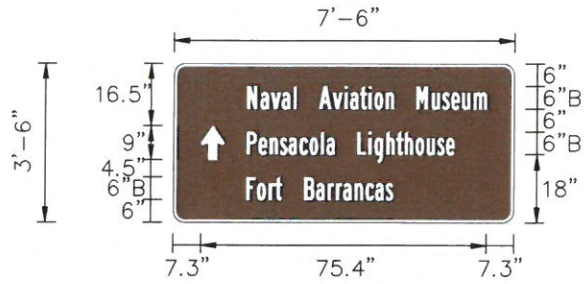 7'-6"
3'-6"
16.5"
9"
4.5"
6"B
6"
Naval Aviation Museum
Pensacola Lighthouse
Fort Barrancas
6"
6"B
6"
6"B
18"
7.3" 75.4" 7.3"